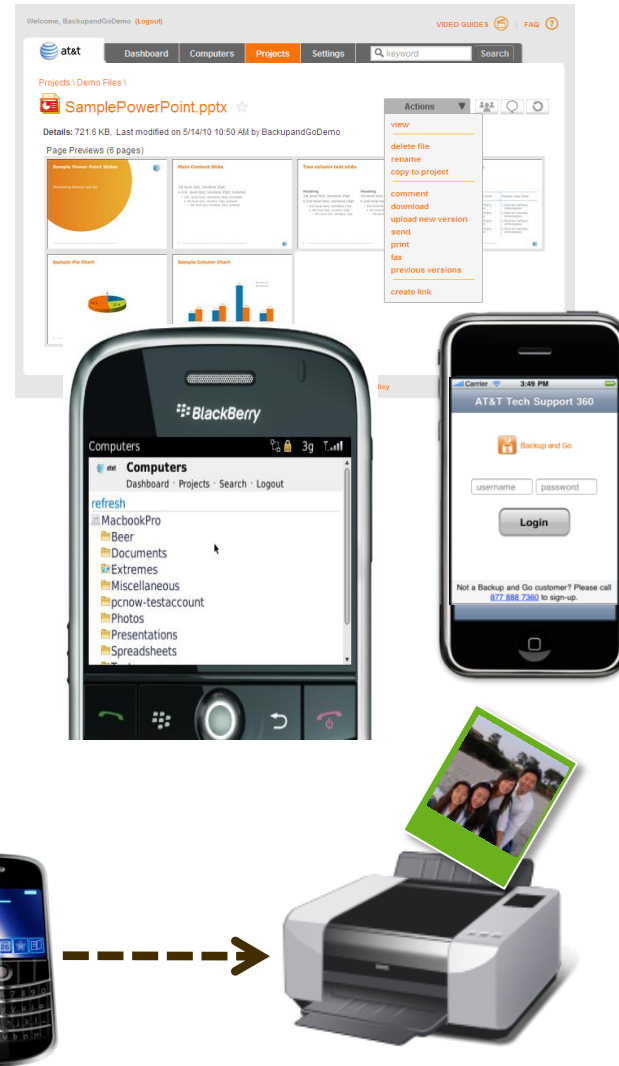 Welcome, BackupandGoDemo (Logout)
VIDEO GUIDES | FAQ ?
at&t Dashboard Computers Projects Settings keyword Search
Projects \ Demo Files \
SamplePowerPoint.pptx
Actions
Details: 721.6 KB, Last modified on 5/14/10 10:50 AM by BackupandGoDemo
Page Previews (6 pages)
view
delete file
rename
copy to project
comment
download
upload new version
send
print
fax
previous versions
create link
Sample Power Point Slides
Main Content Slide
Two column text slide
Heading
Heading
Sample Pie Chart
Sample Column Chart
licy
BlackBerry
Computers 3g
at&t Computers
Dashboard · Projects · Search · Logout
refresh
MacbookPro
Beer
Documents
Extremes
Miscellaneous
pcnow-testaccount
Photos
Presentations
Spreadsheets
Carrier 3:49 PM
AT&T Tech Support 360
Backup and Go
username password
Login
Not a Backup and Go customer? Please call
877 888 7360 to sign-up.